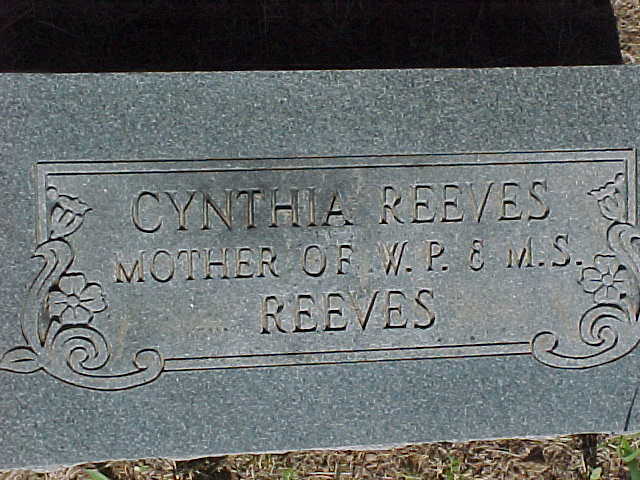 CYNTHIA REEVES
MOTHER OF W.P. & M.S.
REEVES